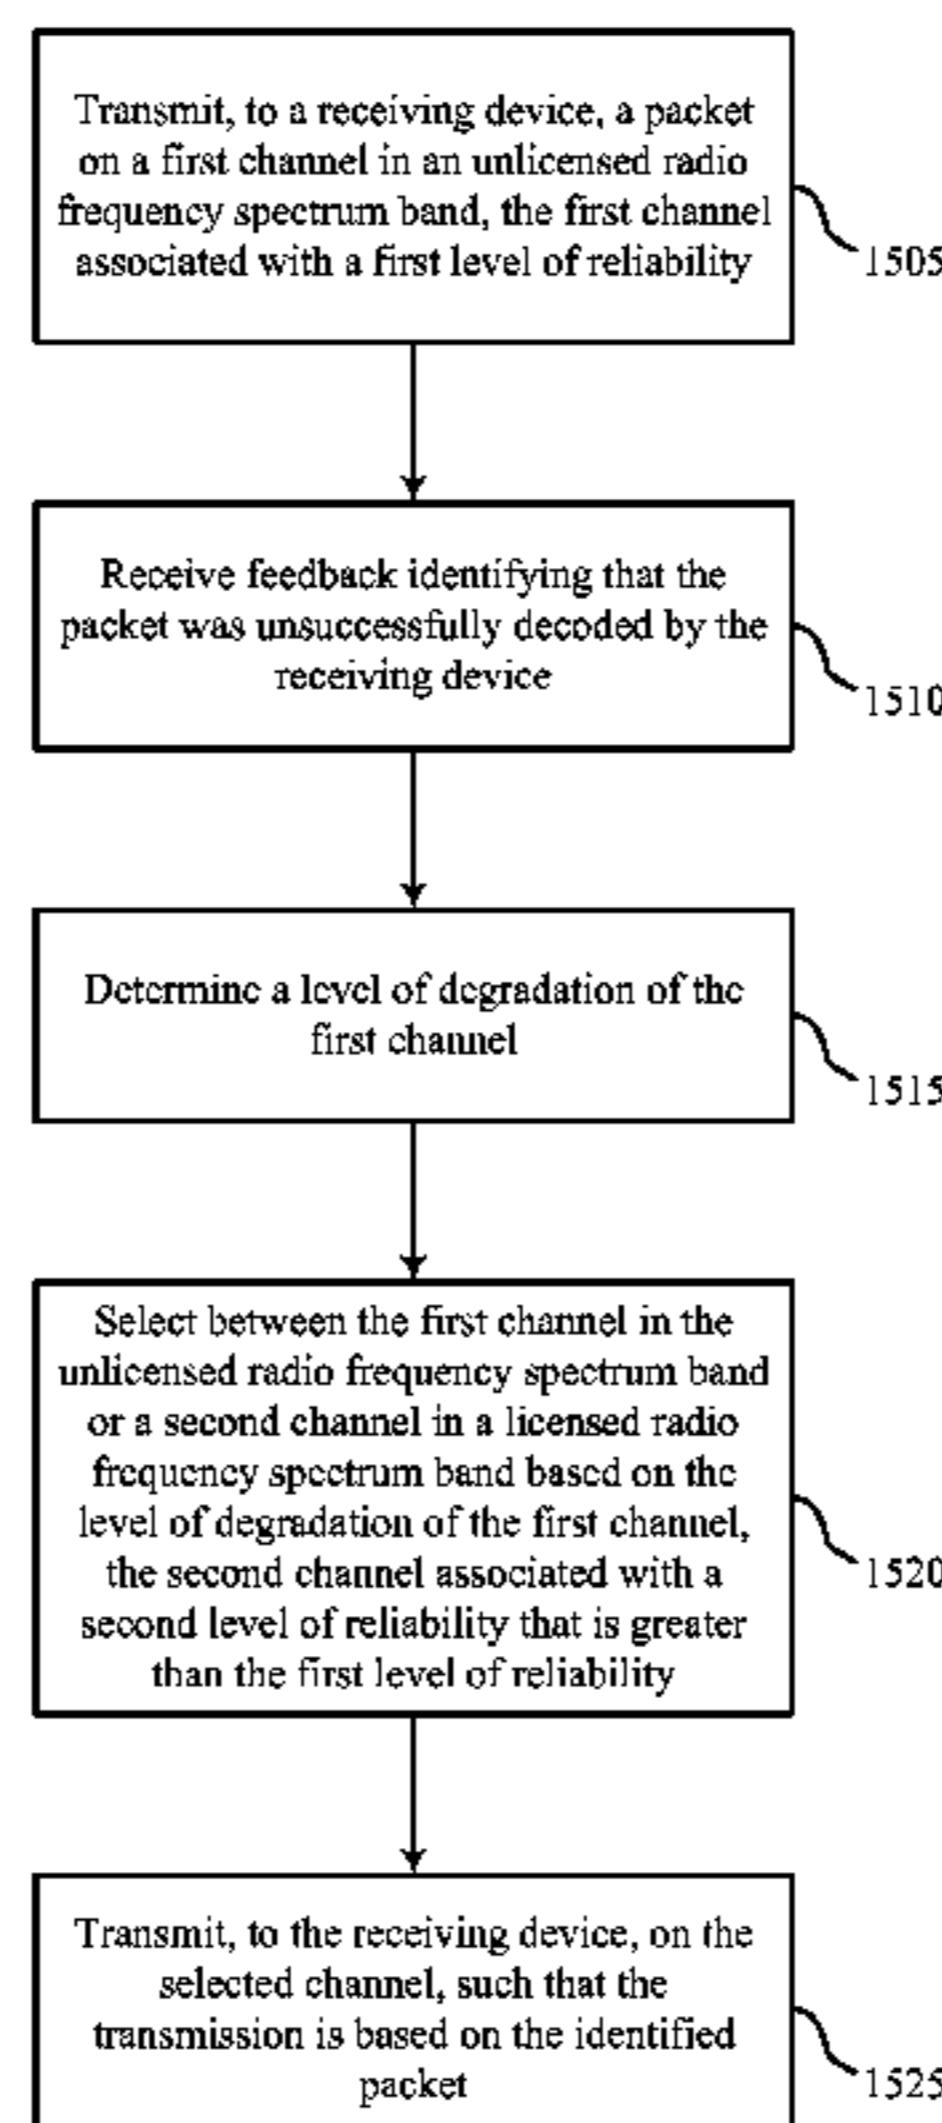 Transmit, to a receiving device, a packet
on a first channel in an unlicensed radio
frequency spectrum band, the first channel
associated with a first level of reliability
1505
Receive feedback identifying that the
packet was unsuccessfully decoded by the
receiving device
1510
Determine a level of degradation of the
first channel
1515
Select between the first channel in the
unlicensed radio frequency spectrum band
or a second channel in a licensed radio
frequency spectrum band based on the
level of degradation of the first channel,
the second channel associated with a
second level of reliability that is greater
than the first level of reliability
1520
Transmit, to the receiving device, on the
selected channel, such that the
transmission is based on the identified
packet
1525